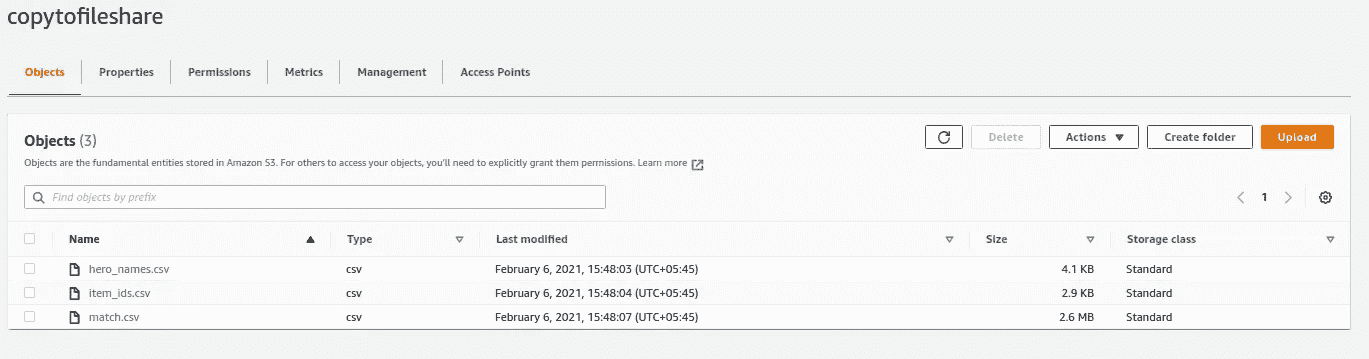 copytofileshare
Objects Properties Permissions Metrics Management Access Points
Objects (3)
Delete Actions Create folder Upload
Objects are the fundamental entities stored in Amazon S3. For others to access your objects, you'll need to explicitly grant them permissions. Learn more
Find objects by prefix
1
Name Type Last modified Size Storage class
hero_names.csv csv February 6, 2021, 15:48:03 (UTC+05:45) 4.1 KB Standard
item_ids.csv csv February 6, 2021, 15:48:04 (UTC+05:45) 2.9 KB Standard
match.csv csv February 6, 2021, 15:48:07 (UTC+05:45) 2.6 MB Standard